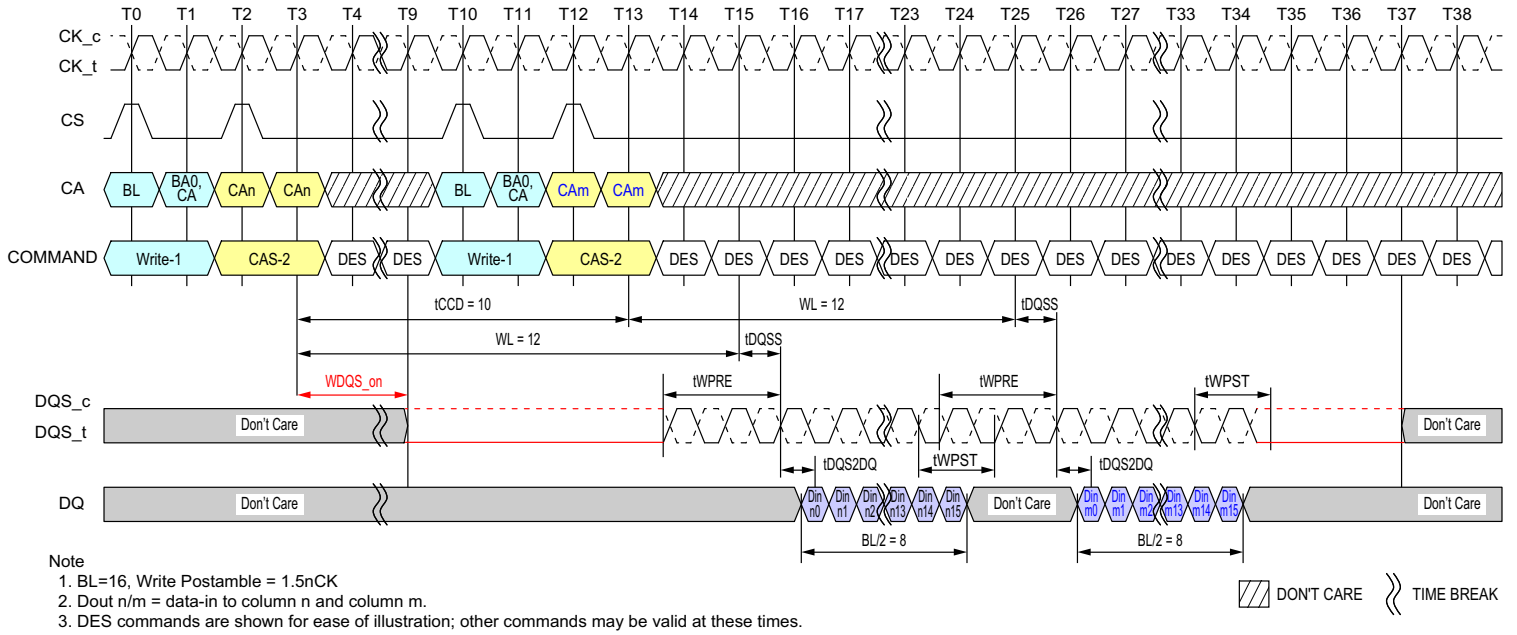 T0 T1 T2 T3 T4 T9 T10 T11 T12 T13 T14 T15 T16 T17 T23 T24 T25 T26 T27 T33 T34 T35 T36 T37 T38
CK_c
CK_t
CS
CA BL BA0, CA CAn CAn BL BA0, CA CAm CAm
COMMAND Write-1 CAS-2 DES DES Write-1 CAS-2 DES DES DES DES DES DES DES DES DES DES DES DES DES DES DES
tCCD = 10 WL = 12 tDQSS
WL = 12 tDQSS
WDQS_on tWPRE tWPRE tWPST
DQS_c
DQS_t Don't Care Don't Care
tDQS2DQ tWPST tDQS2DQ
DQ Don't Care Din n0 Din n1 Din n2 Din n13 Din n14 Din n15 Don't Care Din m0 Din m1 Din m2 Din m13 Din m14 Din m15 Don't Care
BL/2 = 8 BL/2 = 8
Note
1. BL=16, Write Postamble = 1.5nCK
2. Dout n/m = data-in to column n and column m.
3. DES commands are shown for ease of illustration; other commands may be valid at these times.
DON'T CARE TIME BREAK